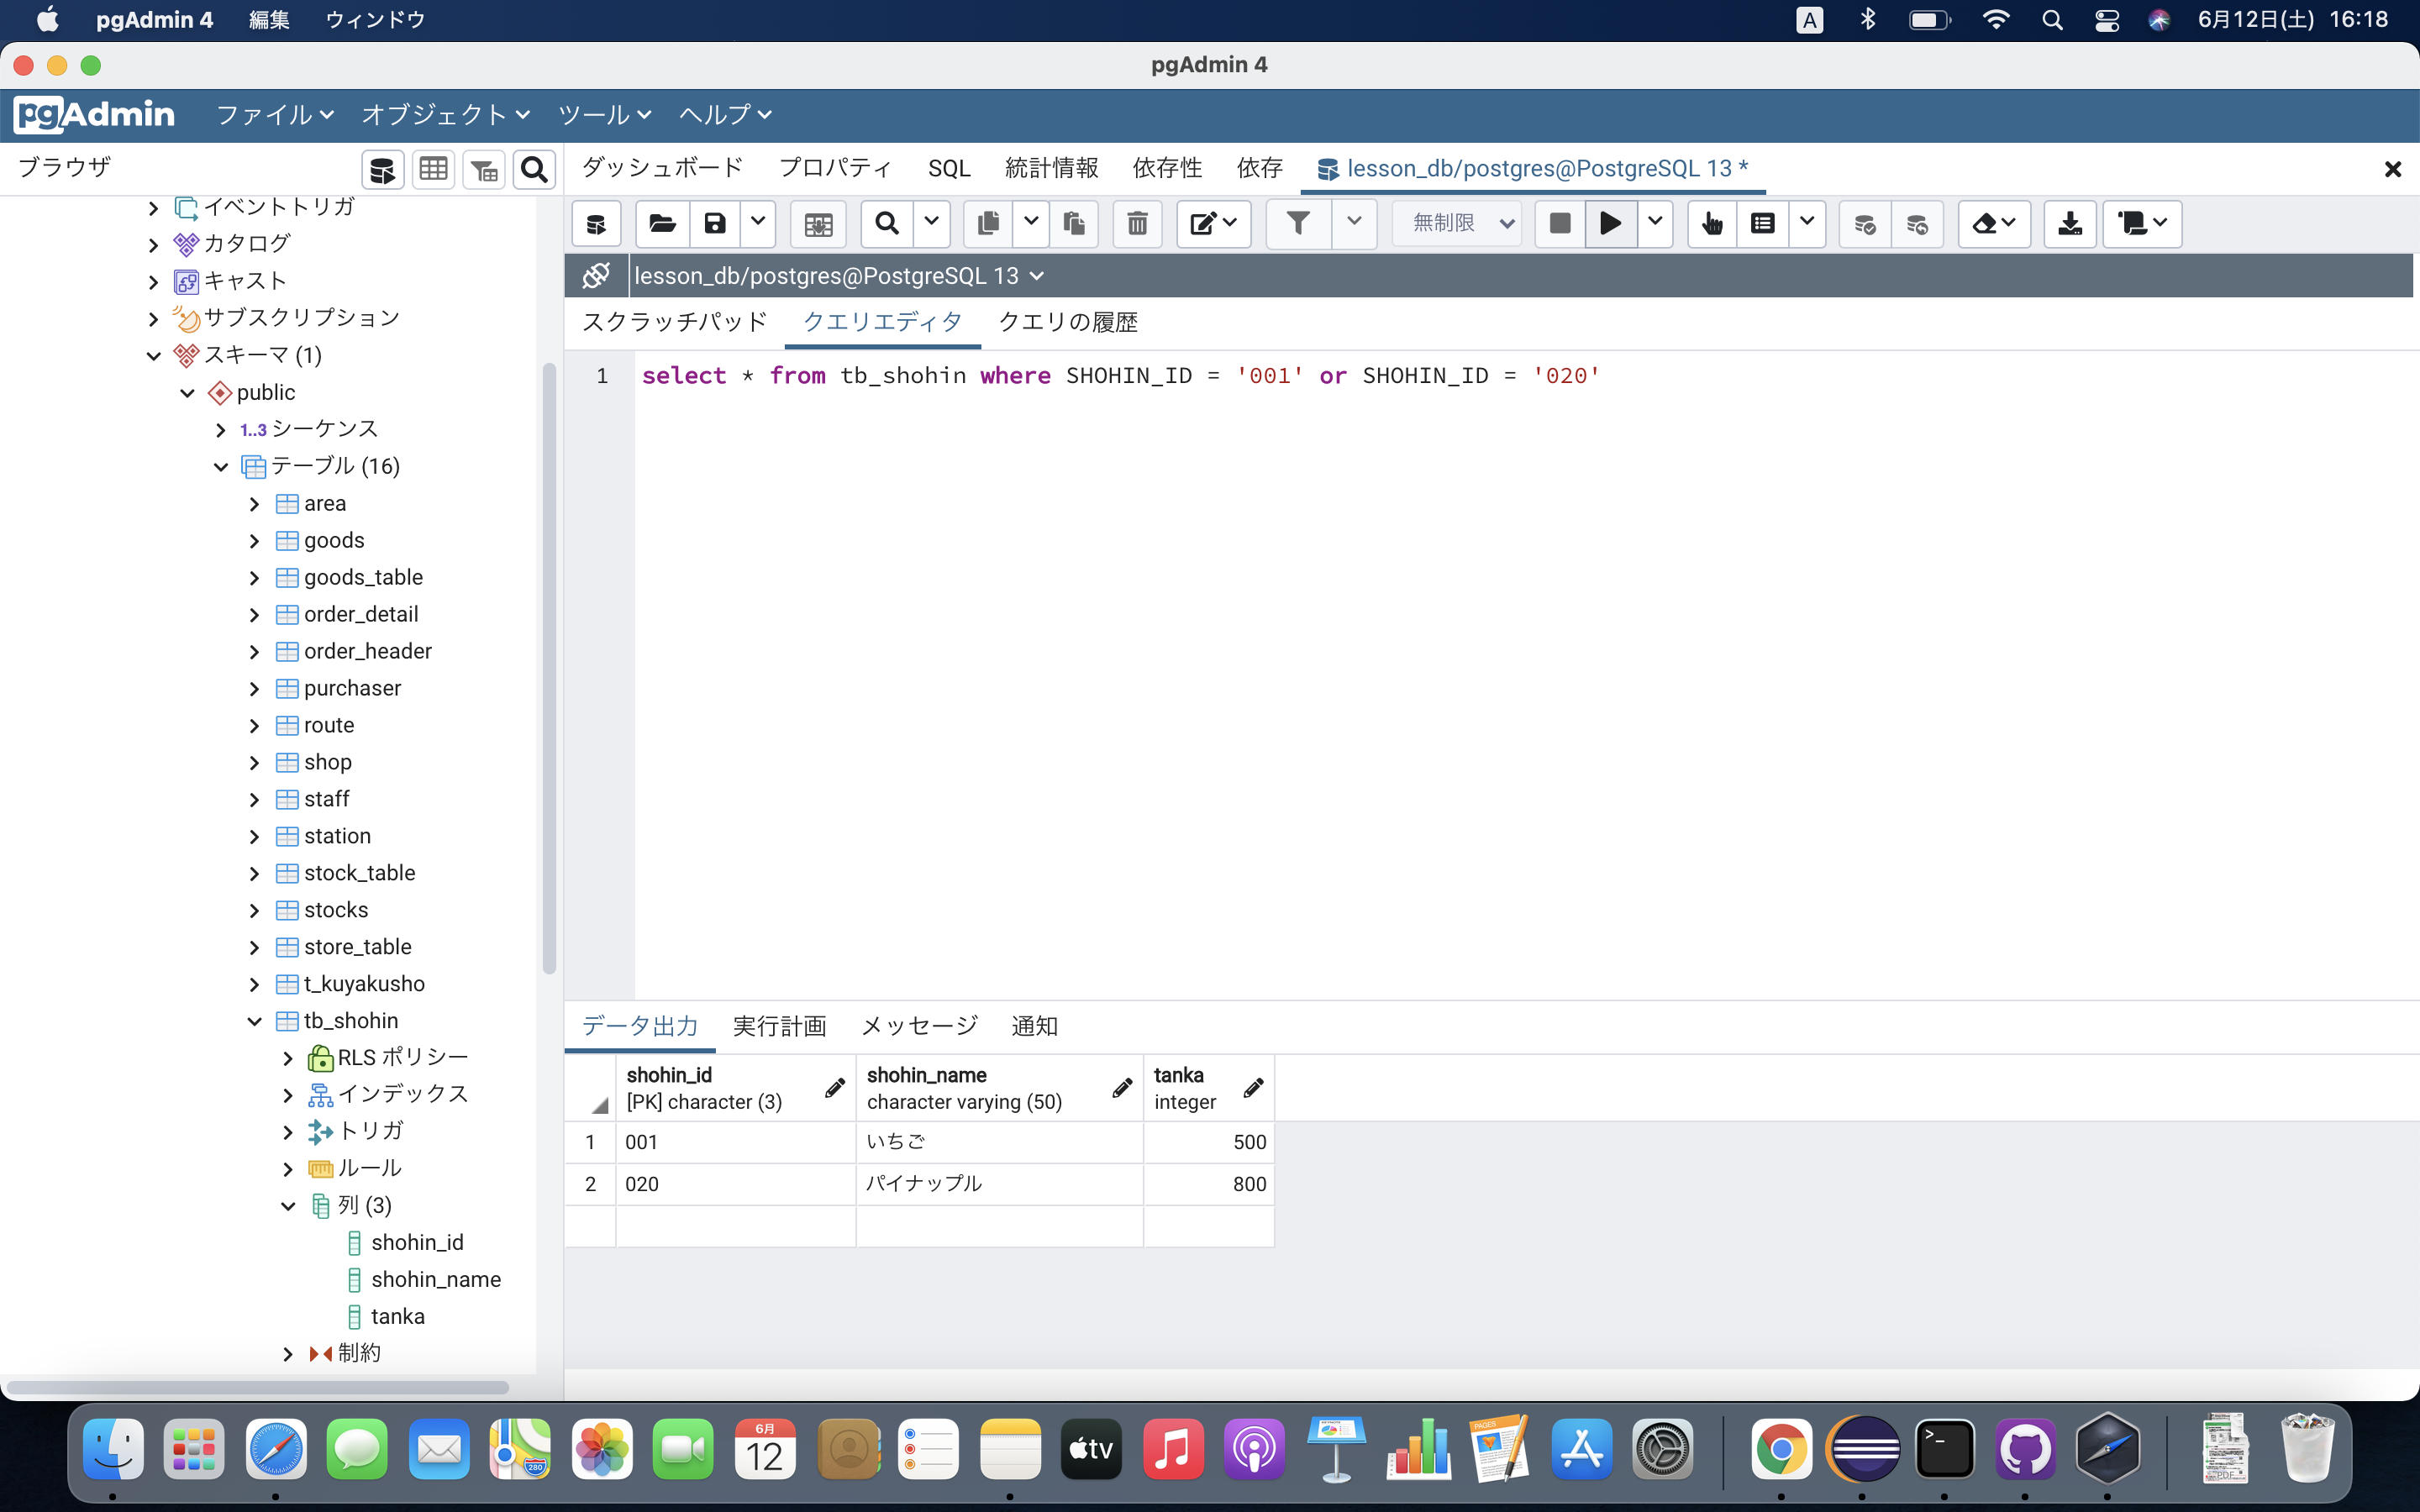 pgAdmin 4 編集 ウィンドウ
A 6月12日(土) 16:18
pgAdmin 4
pgAdmin ファイル オブジェクト ツール ヘルプ
ブラウザ
ダッシュボード プロパティ SQL 統計情報 依存性 依存 lesson_db/postgres@PostgreSQL 13 *
イベントトリガ
カタログ
キャスト
サブスクリプション
スキーマ (1)
public
1..3 シーケンス
テーブル (16)
area
goods
goods_table
order_detail
order_header
purchaser
route
shop
staff
station
stock_table
stocks
store_table
t_kuyakusho
tb_shohin
RLS ポリシー
インデックス
トリガ
ルール
列 (3)
shohin_id
shohin_name
tanka
制約
無制限
lesson_db/postgres@PostgreSQL 13
スクラッチパッド クエリエディタ クエリの履歴
1 select * from tb_shohin where SHOHIN_ID = '001' or SHOHIN_ID = '020'
データ出力 実行計画 メッセージ 通知
shohin_id shohin_name tanka
[PK] character (3) character varying (50) integer
1 001 いちご 500
2 020 パイナップル 800
6月
12
280
tv
PAGES
>_
PDF